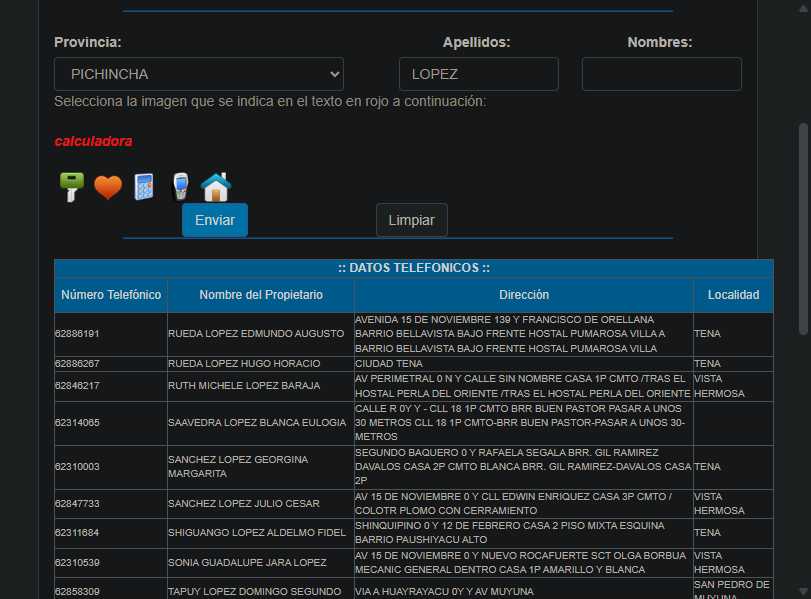 Provincia: Apellidos: Nombres:
PICHINCHA LOPEZ
Selecciona la imagen que se indica en el texto en rojo a continuación:
calculadora
Enviar Limpiar
:: DATOS TELEFONICOS ::
Número Telefónico Nombre del Propietario Dirección Localidad
62886191 RUEDA LOPEZ EDMUNDO AUGUSTO AVENIDA 15 DE NOVIEMBRE 139 Y FRANCISCO DE ORELLANA
BARRIO BELLAVISTA BAJO FRENTE HOSTAL PUMAROSA VILLA A
BARRIO BELLAVISTA BAJO FRENTE HOSTAL PUMAROSA VILLA TENA
62886267 RUEDA LOPEZ HUGO HORACIO CIUDAD TENA TENA
62846217 RUTH MICHELE LOPEZ BARAJA AV PERIMETRAL 0 N Y CALLE SIN NOMBRE CASA 1P CMTO /TRAS EL
HOSTAL PERLA DEL ORIENTE /TRAS EL HOSTAL PERLA DEL ORIENTE VISTA
HERMOSA
62314065 SAAVEDRA LOPEZ BLANCA EULOGIA CALLE R 0Y Y - CLL 18 1P CMTO BRR BUEN PASTOR PASAR A UNOS
30 METROS CLL 18 1P CMTO-BRR BUEN PASTOR-PASAR A UNOS 30-
METROS
62310003 SANCHEZ LOPEZ GEORGINA
MARGARITA SEGUNDO BAQUERO 0 Y RAFAELA SEGALA BRR. GIL RAMIREZ
DAVALOS CASA 2P CMTO BLANCA BRR. GIL RAMIREZ-DAVALOS CASA
2P TENA
62847733 SANCHEZ LOPEZ JULIO CESAR AV 15 DE NOVIEMBRE 0 Y CLL EDWIN ENRIQUEZ CASA 3P CMTO /
COLOTR PLOMO CON CERRAMIENTO VISTA
HERMOSA
62311684 SHIGUANGO LOPEZ ALDELMO FIDEL SHINQUIPINO 0 Y 12 DE FEBRERO CASA 2 PISO MIXTA ESQUINA
BARRIO PAUSHIYACU ALTO TENA
62310539 SONIA GUADALUPE JARA LOPEZ AV 15 DE NOVIEMBRE 0 Y NUEVO ROCAFUERTE SCT OLGA BORBUA
MECANIC GENERAL DENTRO CASA 1P AMARILLO Y BLANCA VISTA
HERMOSA
62858309 TAPUY LOPEZ DOMINGO SEGUNDO VIA A HUAYRAYACU 0Y Y AV MUYUNA SAN PEDRO DE
MUYUNA